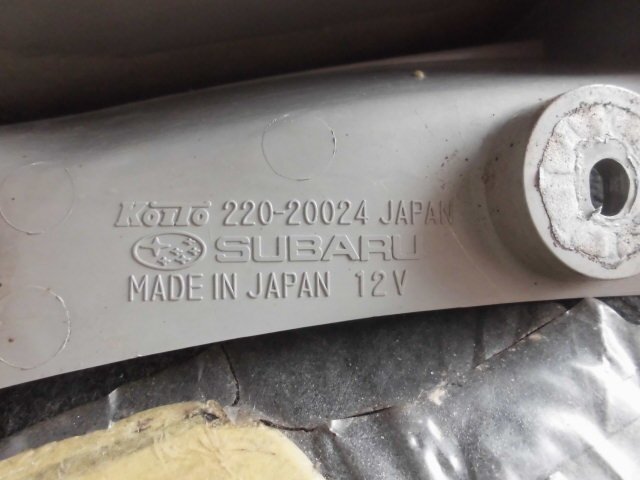 KOITO 220-20024 JAPAN
SUBARU
MADE IN JAPAN 12V